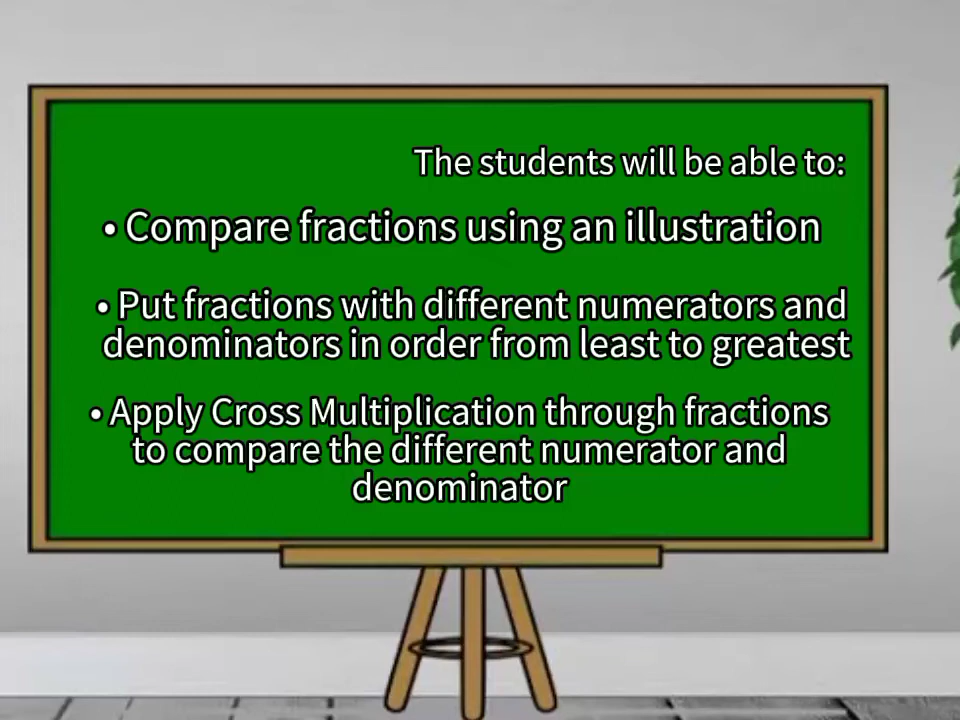 The students will be able to:
• Compare fractions using an illustration
• Put fractions with different numerators and
denominators in order from least to greatest
• Apply Cross Multiplication through fractions
to compare the different numerator and
denominator